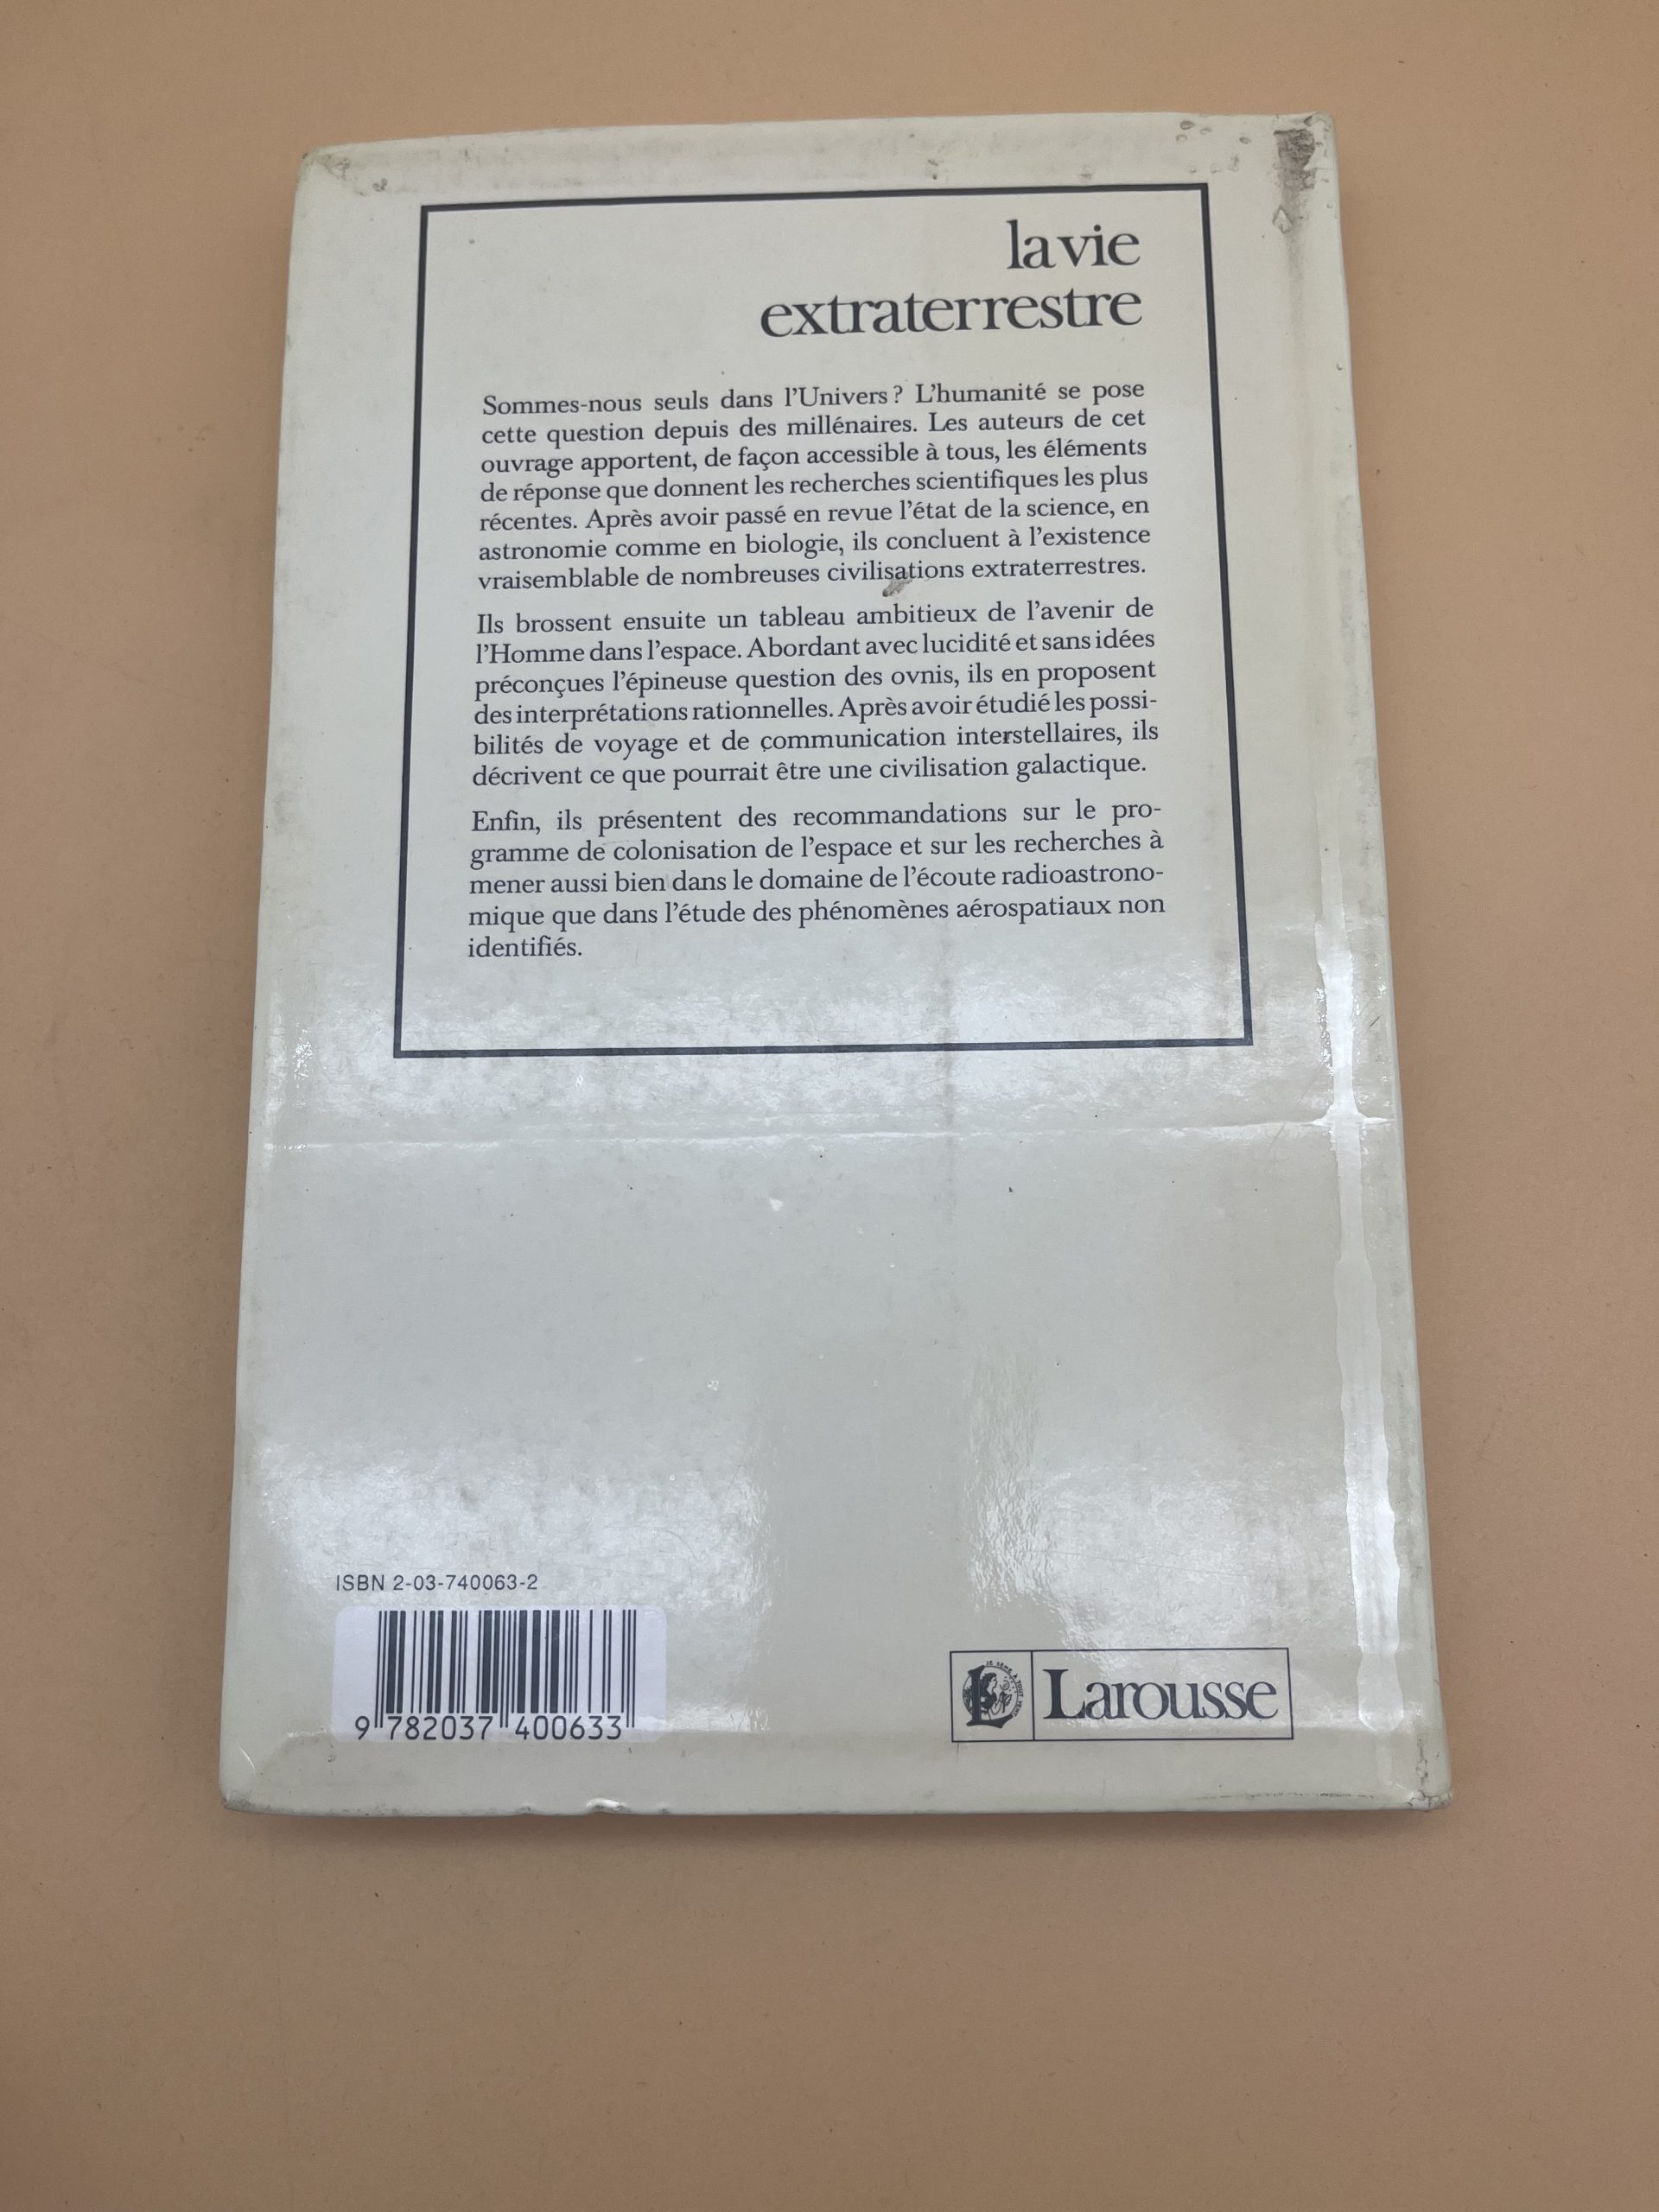 la vie
extraterrestre
Sommes-nous seuls dans l'Univers ? L'humanité se pose
cette question depuis des millénaires. Les auteurs de cet
ouvrage apportent, de façon accessible à tous, les éléments
de réponse que donnent les recherches scientifiques les plus
récentes. Après avoir passé en revue l'état de la science, en
astronomie comme en biologie, ils concluent à l'existence
vraisemblable de nombreuses civilisations extraterrestres.
Ils brossent ensuite un tableau ambitieux de l'avenir de
l'Homme dans l'espace. Abordant avec lucidité et sans idées
préconçues l'épineuse question des ovnis, ils en proposent
des interprétations rationnelles. Après avoir étudié les possi-
bilités de voyage et de communication interstellaires, ils
décrivent ce que pourrait être une civilisation galactique.
Enfin, ils présentent des recommandations sur le pro-
gramme de colonisation de l'espace et sur les recherches à
mener aussi bien dans le domaine de l'écoute radioastrono-
mique que dans l'étude des phénomènes aérospatiaux non
identifiés.
ISBN 2-03-740063-2
9 782037 400633
L Larousse